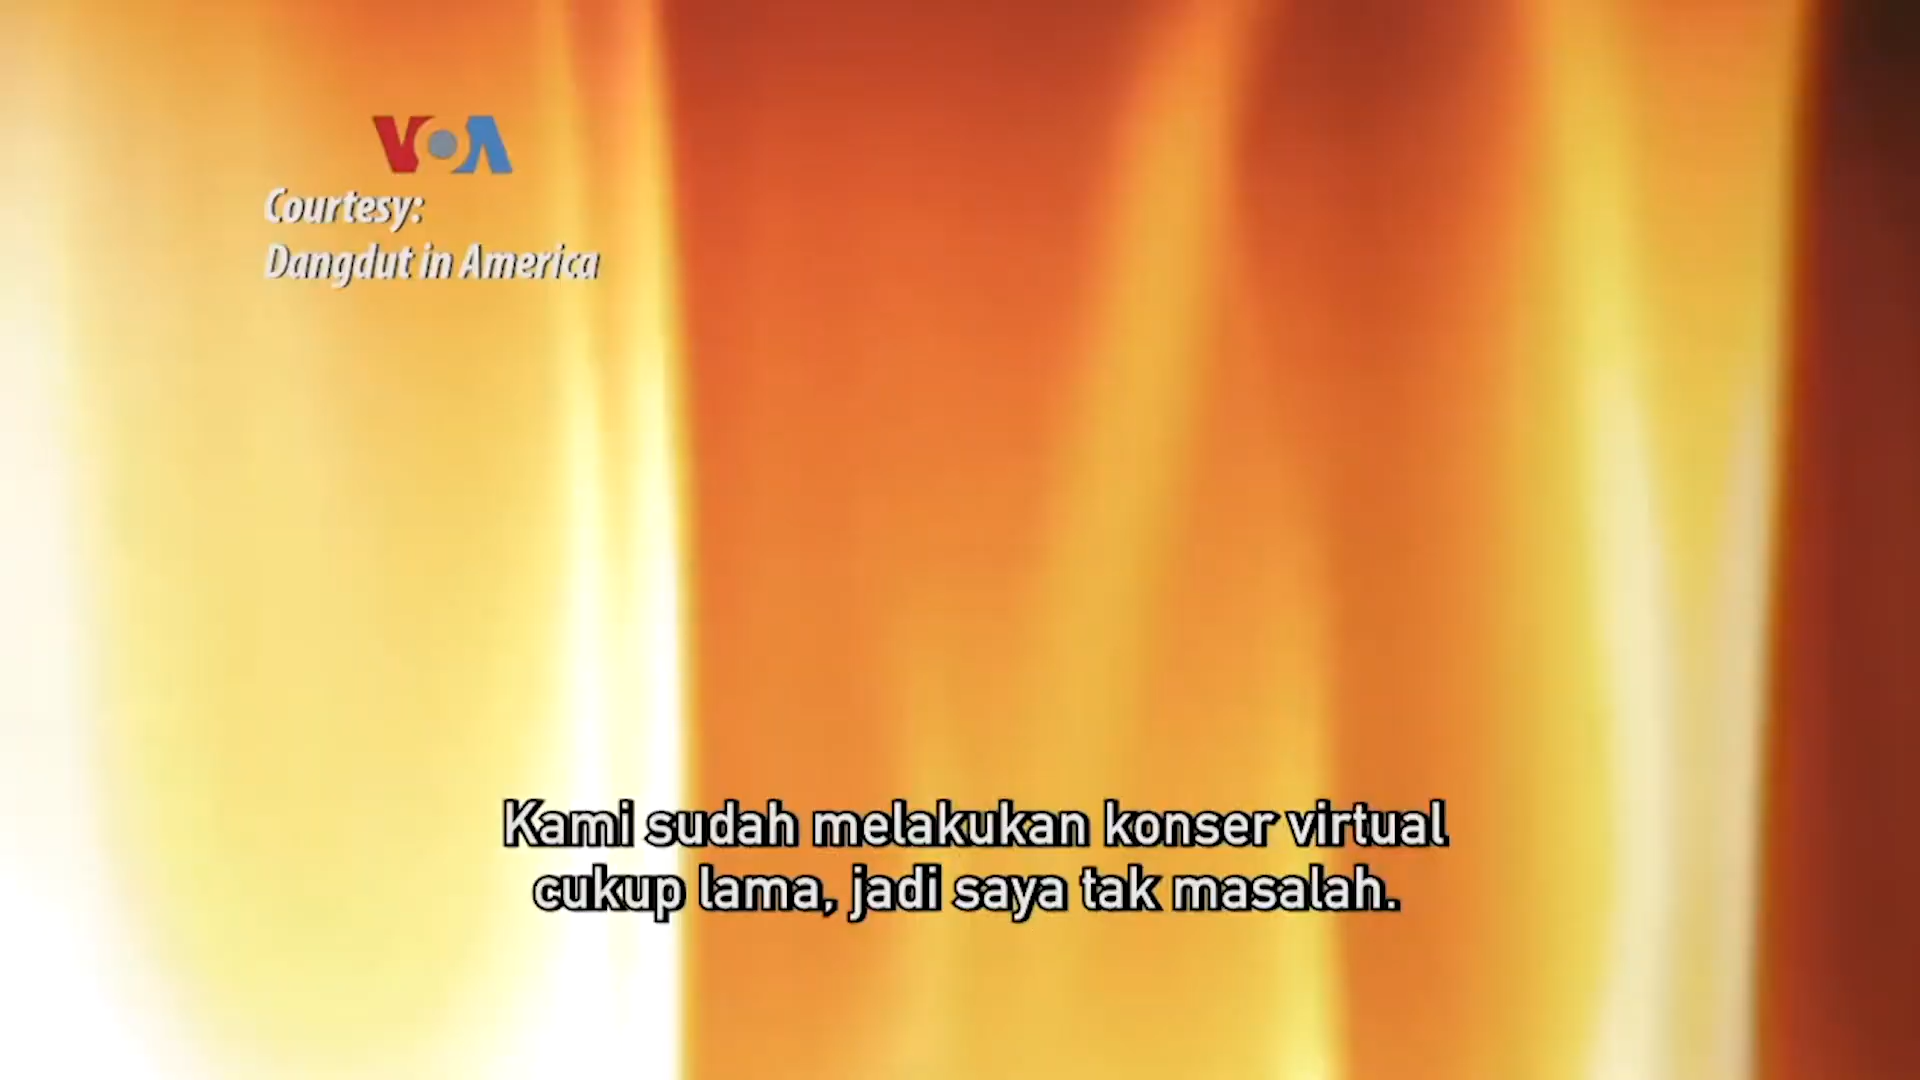 VOA
Courtesy:
Dangdut in America
Kami sudah melakukan konser virtual
cukup lama, jadi saya tak masalah.